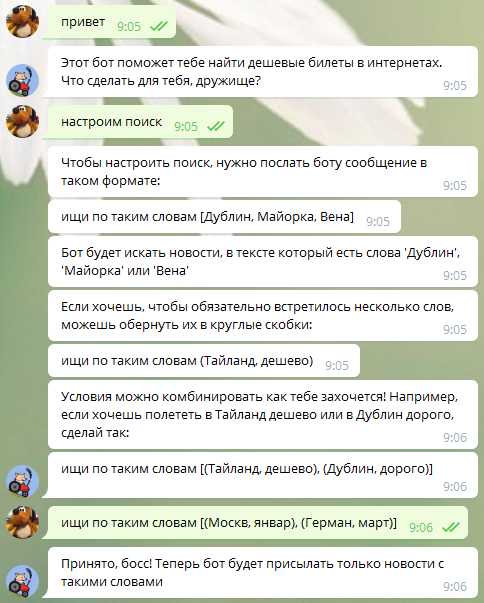 привет 9:05
Этот бот поможет тебе найти дешевые билеты в интернетах.
Что сделать для тебя, дружище? 9:05
настроим поиск 9:05
Чтобы настроить поиск, нужно послать боту сообщение в
таком формате: 9:05
ищи по таким словам [Дублин, Майорка, Вена] 9:05
Бот будет искать новости, в тексте который есть слова 'Дублин',
'Майорка' или 'Вена' 9:05
Если хочешь, чтобы обязательно встретилось несколько слов,
можешь обернуть их в круглые скобки: 9:05
ищи по таким словам (Тайланд, дешево) 9:05
Условия можно комбинировать как тебе захочется! Например,
если хочешь полететь в Тайланд дешево или в Дублин дорого,
сделай так: 9:06
ищи по таким словам [(Тайланд, дешево), (Дублин, дорого)]
9:06
ищи по таким словам [(Москв, январ), (Герман, март)] 9:06
Принято, босс! Теперь бот будет присылать только новости с
такими словами 9:06